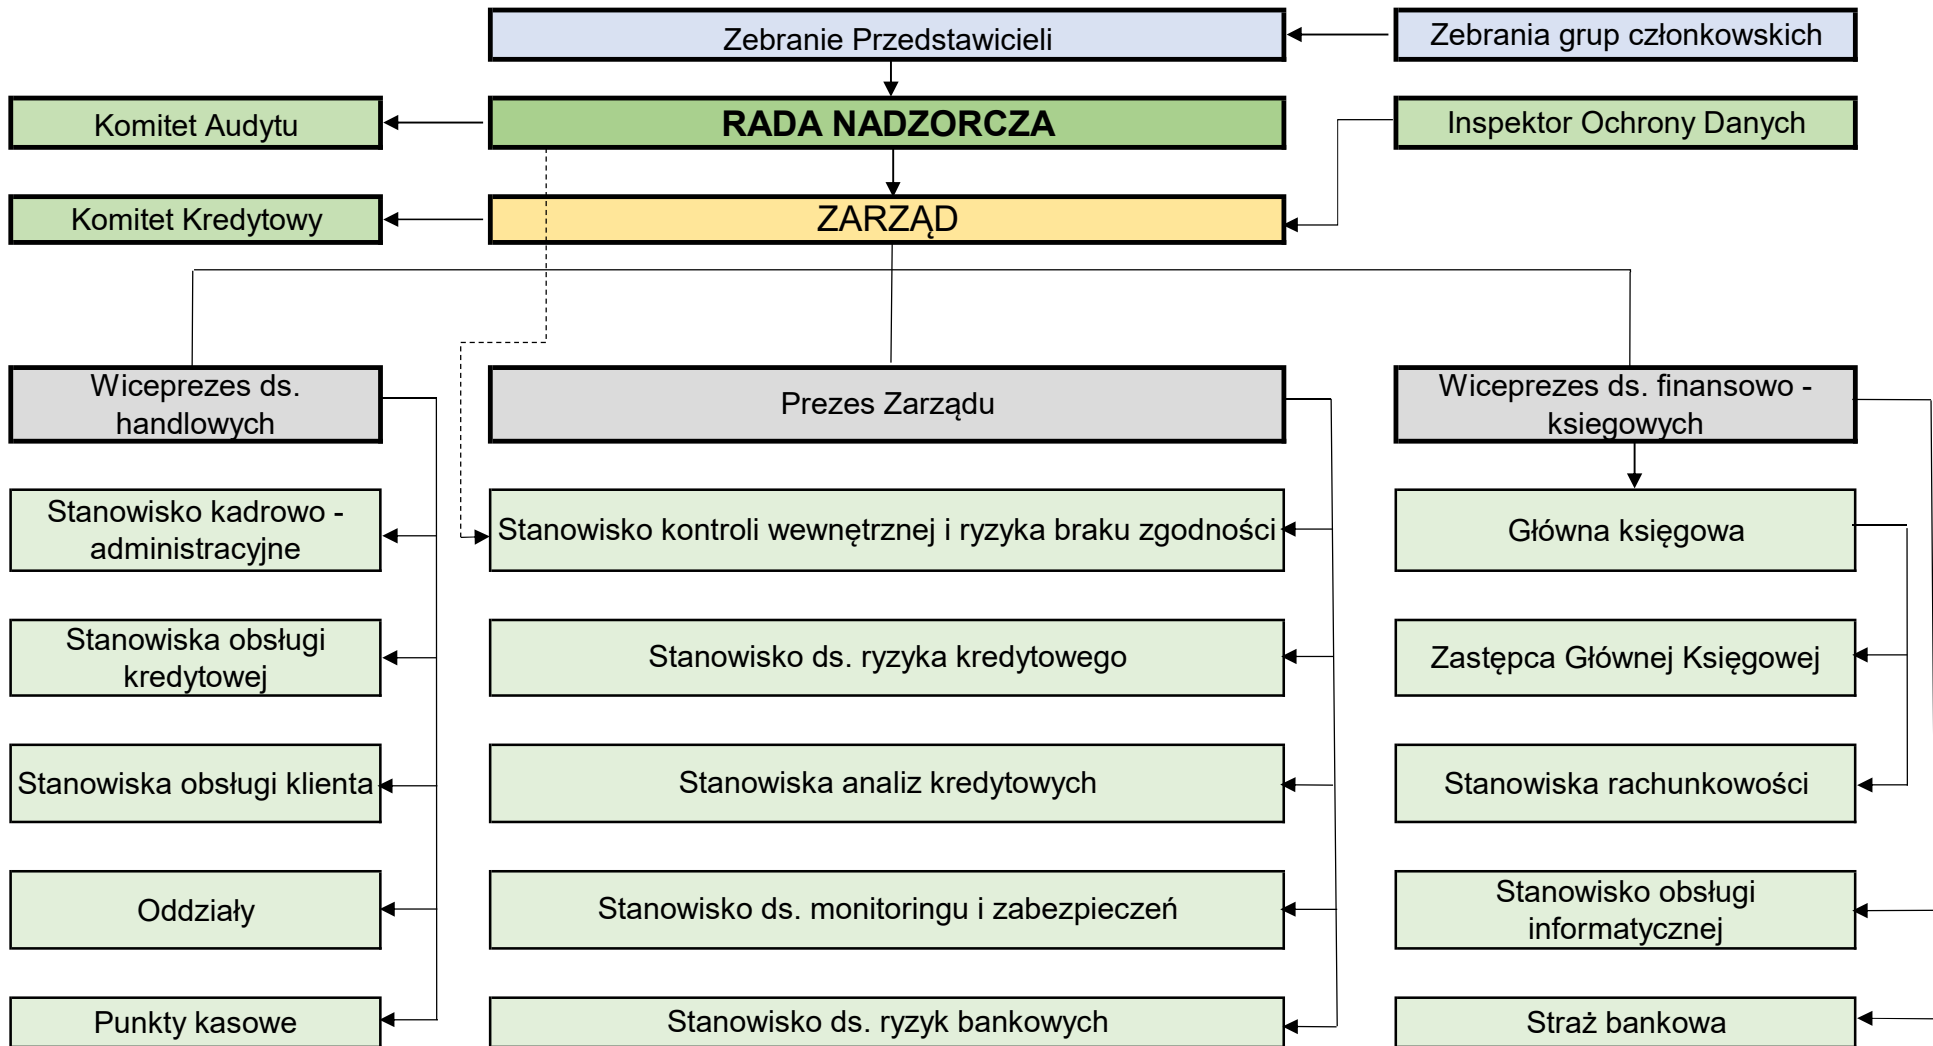 Zebranie Przedstawicieli
Zebrania grup członkowskich
Komitet Audytu
RADA NADZORCZA
Inspektor Ochrony Danych
Komitet Kredytowy
ZARZĄD
Wiceprezes ds.
handlowych
Prezes Zarządu
Wiceprezes ds. finansowo -
ksiegowych
Stanowisko kadrowo -
administracyjne
Stanowisko kontroli wewnętrznej i ryzyka braku zgodności
Główna księgowa
Stanowiska obsługi
kredytowej
Stanowisko ds. ryzyka kredytowego
Zastępca Głównej Księgowej
Stanowiska obsługi klienta
Stanowiska analiz kredytowych
Stanowiska rachunkowości
Oddziały
Stanowisko ds. monitoringu i zabezpieczeń
Stanowisko obsługi
informatycznej
Punkty kasowe
Stanowisko ds. ryzyk bankowych
Straż bankowa